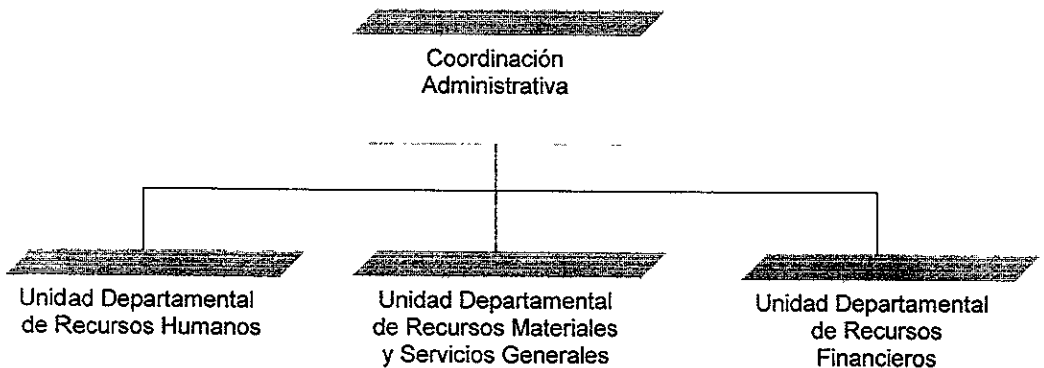 Coordinación
Administrativa
Unidad Departamental
de Recursos Humanos
Unidad Departamental
de Recursos Materiales
y Servicios Generales
Unidad Departamental
de Recursos
Financieros